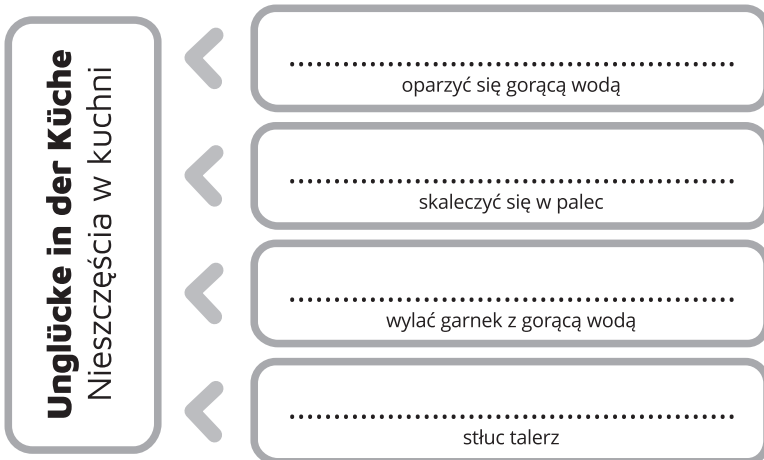 Unglücke in der Küche
Nieszczęścia w kuchni
oparzyć się gorącą wodą
skaleczyć się w palec
wylać garnek z gorącą wodą
stłuc talerz